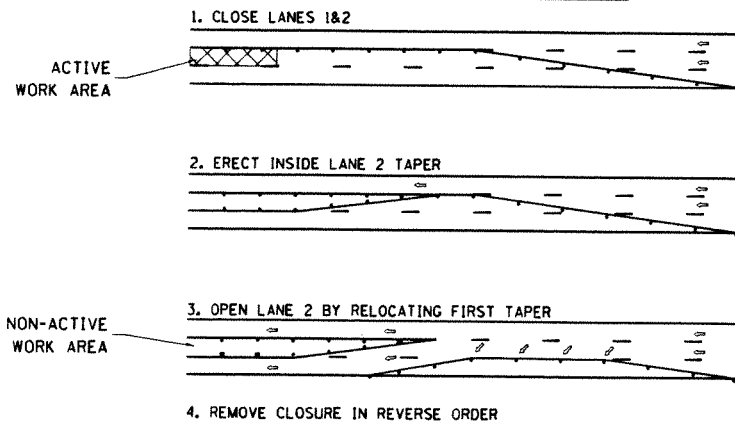 1. CLOSE LANES 1&2
ACTIVE
WORK AREA
2. ERECT INSIDE LANE 2 TAPER
3. OPEN LANE 2 BY RELOCATING FIRST TAPER
NON-ACTIVE
WORK AREA
4. REMOVE CLOSURE IN REVERSE ORDER